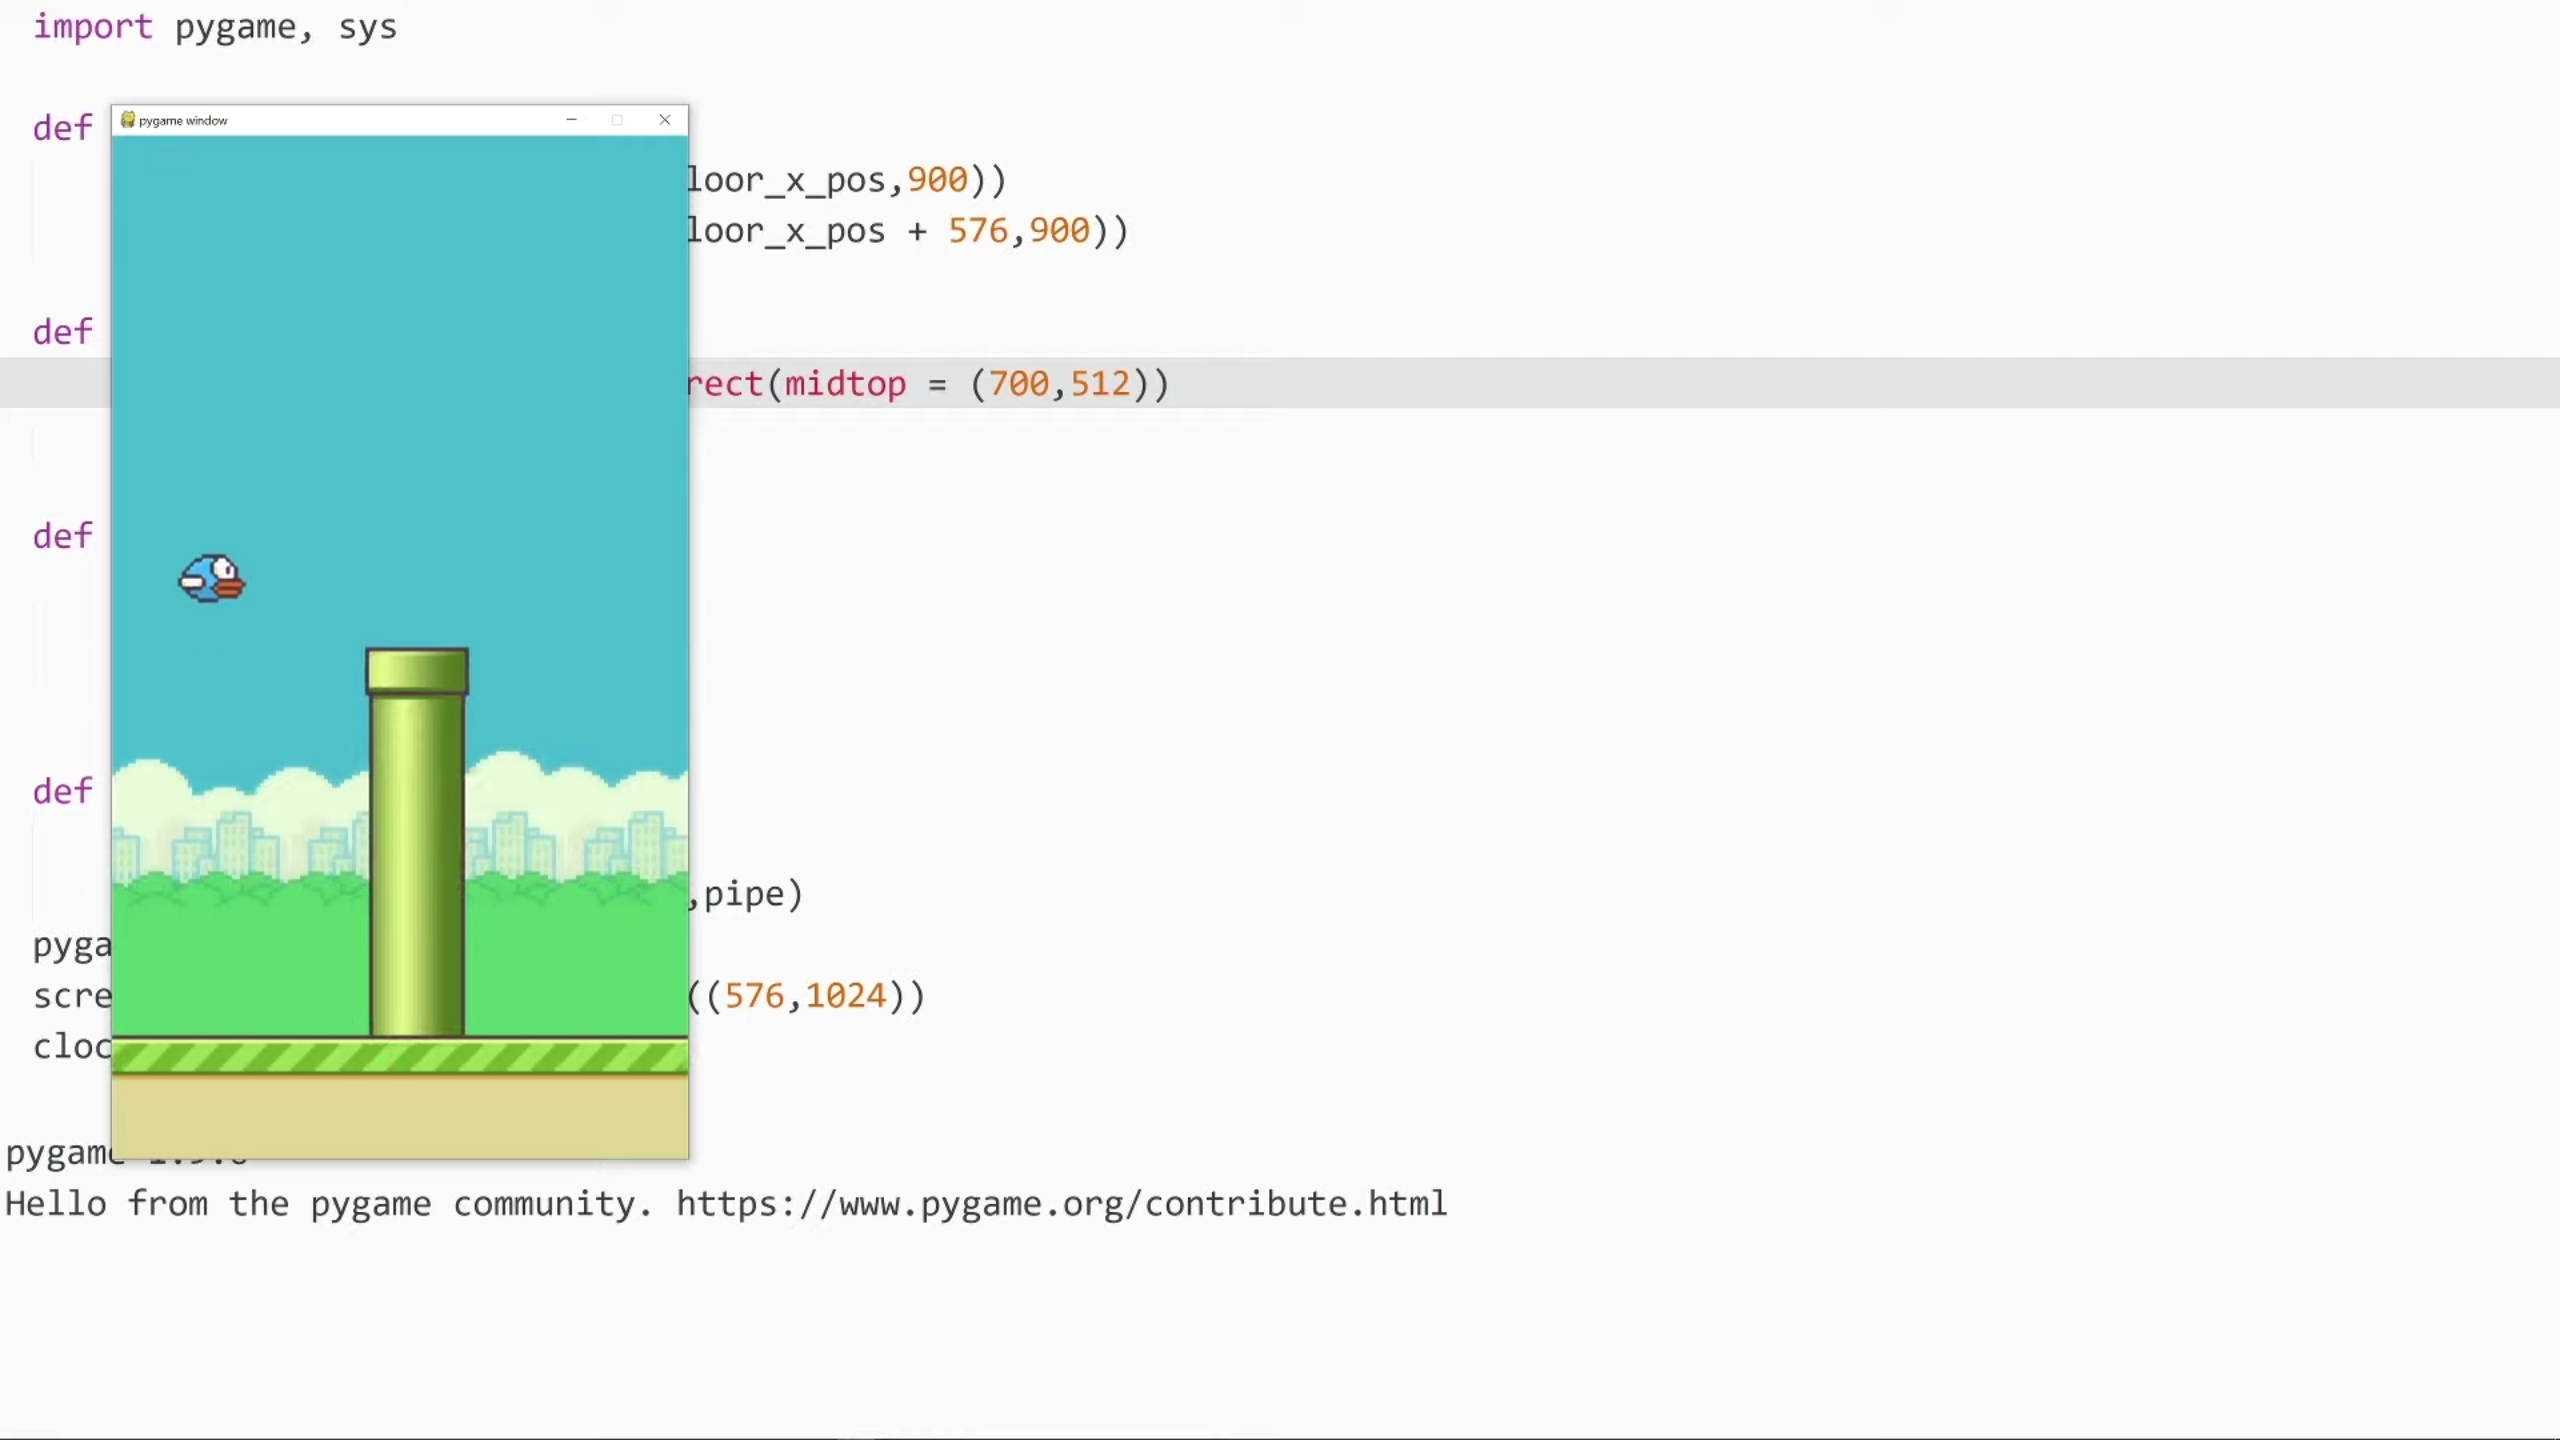 import pygame, sys
pygame window
def
loor_x_pos,900))
loor_x_pos + 576,900))
def
rect(midtop = (700,512))
def
def
,pipe)
pyga
scre ((576,1024))
cloc
pygame
Hello from the pygame community. https://www.pygame.org/contribute.html